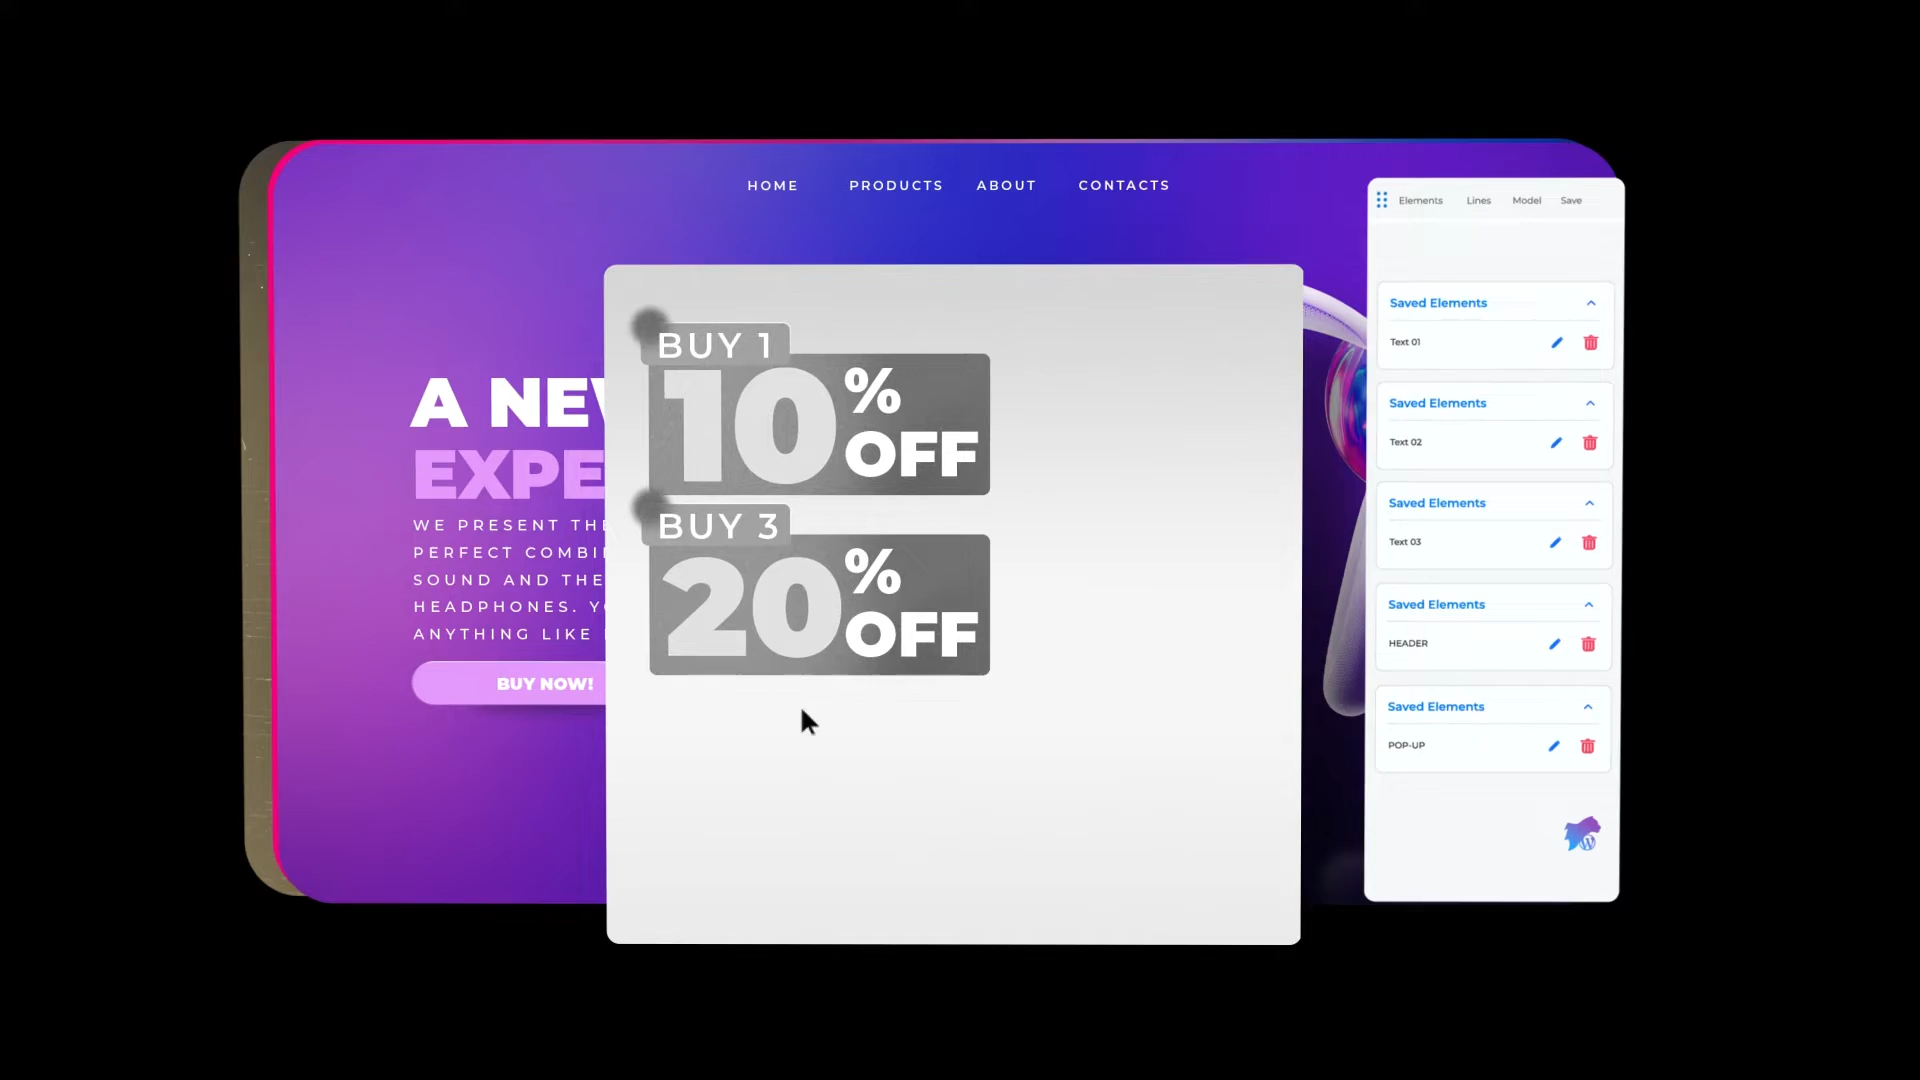 HOME PRODUCTS ABOUT CONTACTS
A NEW
EXPE
WE PRESENT THE
PERFECT COMBI
SOUND AND THE
HEADPHONES. Y
ANYTHING LIKE
BUY NOW!
BUY 1
10% OFF
BUY 3
20% OFF
Elements Lines Model Save
Saved Elements
Text 01
Saved Elements
Text 02
Saved Elements
Text 03
Saved Elements
HEADER
Saved Elements
POP-UP